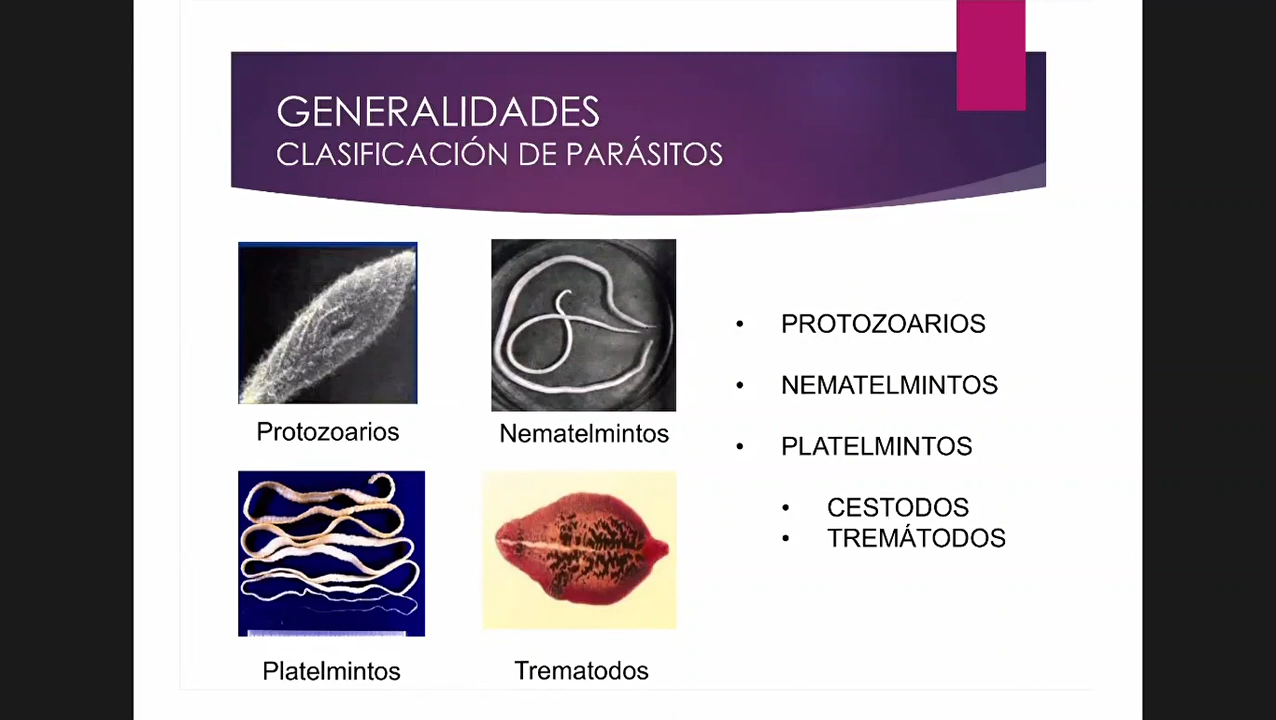 GENERALIDADES
CLASIFICACIÓN DE PARÁSITOS
Protozoarios
Nematelmintos
Platelmintos
Trematodos
• PROTOZOARIOS
• NEMATELMINTOS
• PLATELMINTOS
• CESTODOS
• TREMÁTODOS